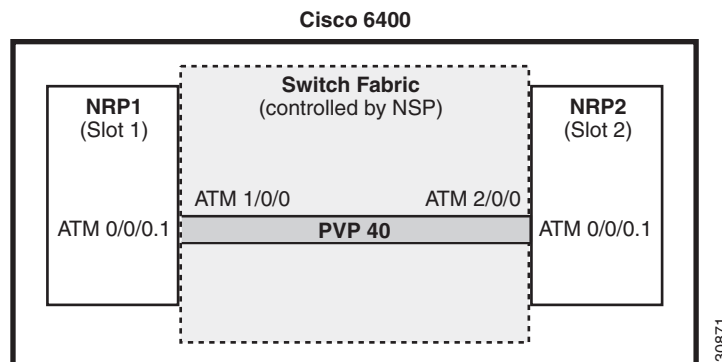 Cisco 6400
Switch Fabric
(controlled by NSP)
NRP1
(Slot 1)
NRP2
(Slot 2)
ATM 1/0/0
ATM 2/0/0
ATM 0/0/0.1
PVP 40
ATM 0/0/0.1
30871